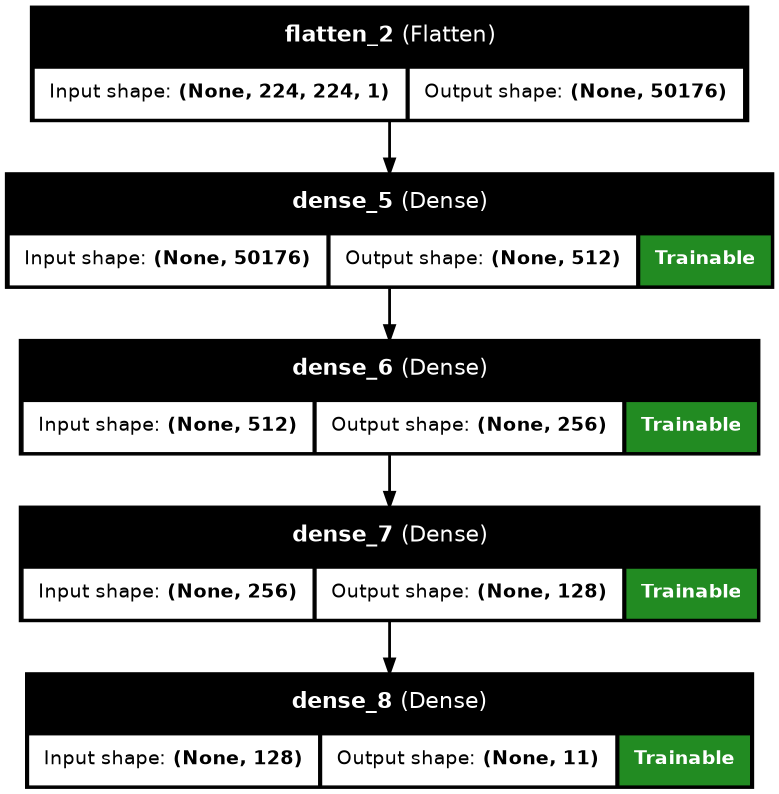 flatten_2 (Flatten)
Input shape: (None, 224, 224, 1) Output shape: (None, 50176)
dense_5 (Dense)
Input shape: (None, 50176) Output shape: (None, 512) Trainable
dense_6 (Dense)
Input shape: (None, 512) Output shape: (None, 256) Trainable
dense_7 (Dense)
Input shape: (None, 256) Output shape: (None, 128) Trainable
dense_8 (Dense)
Input shape: (None, 128) Output shape: (None, 11) Trainable